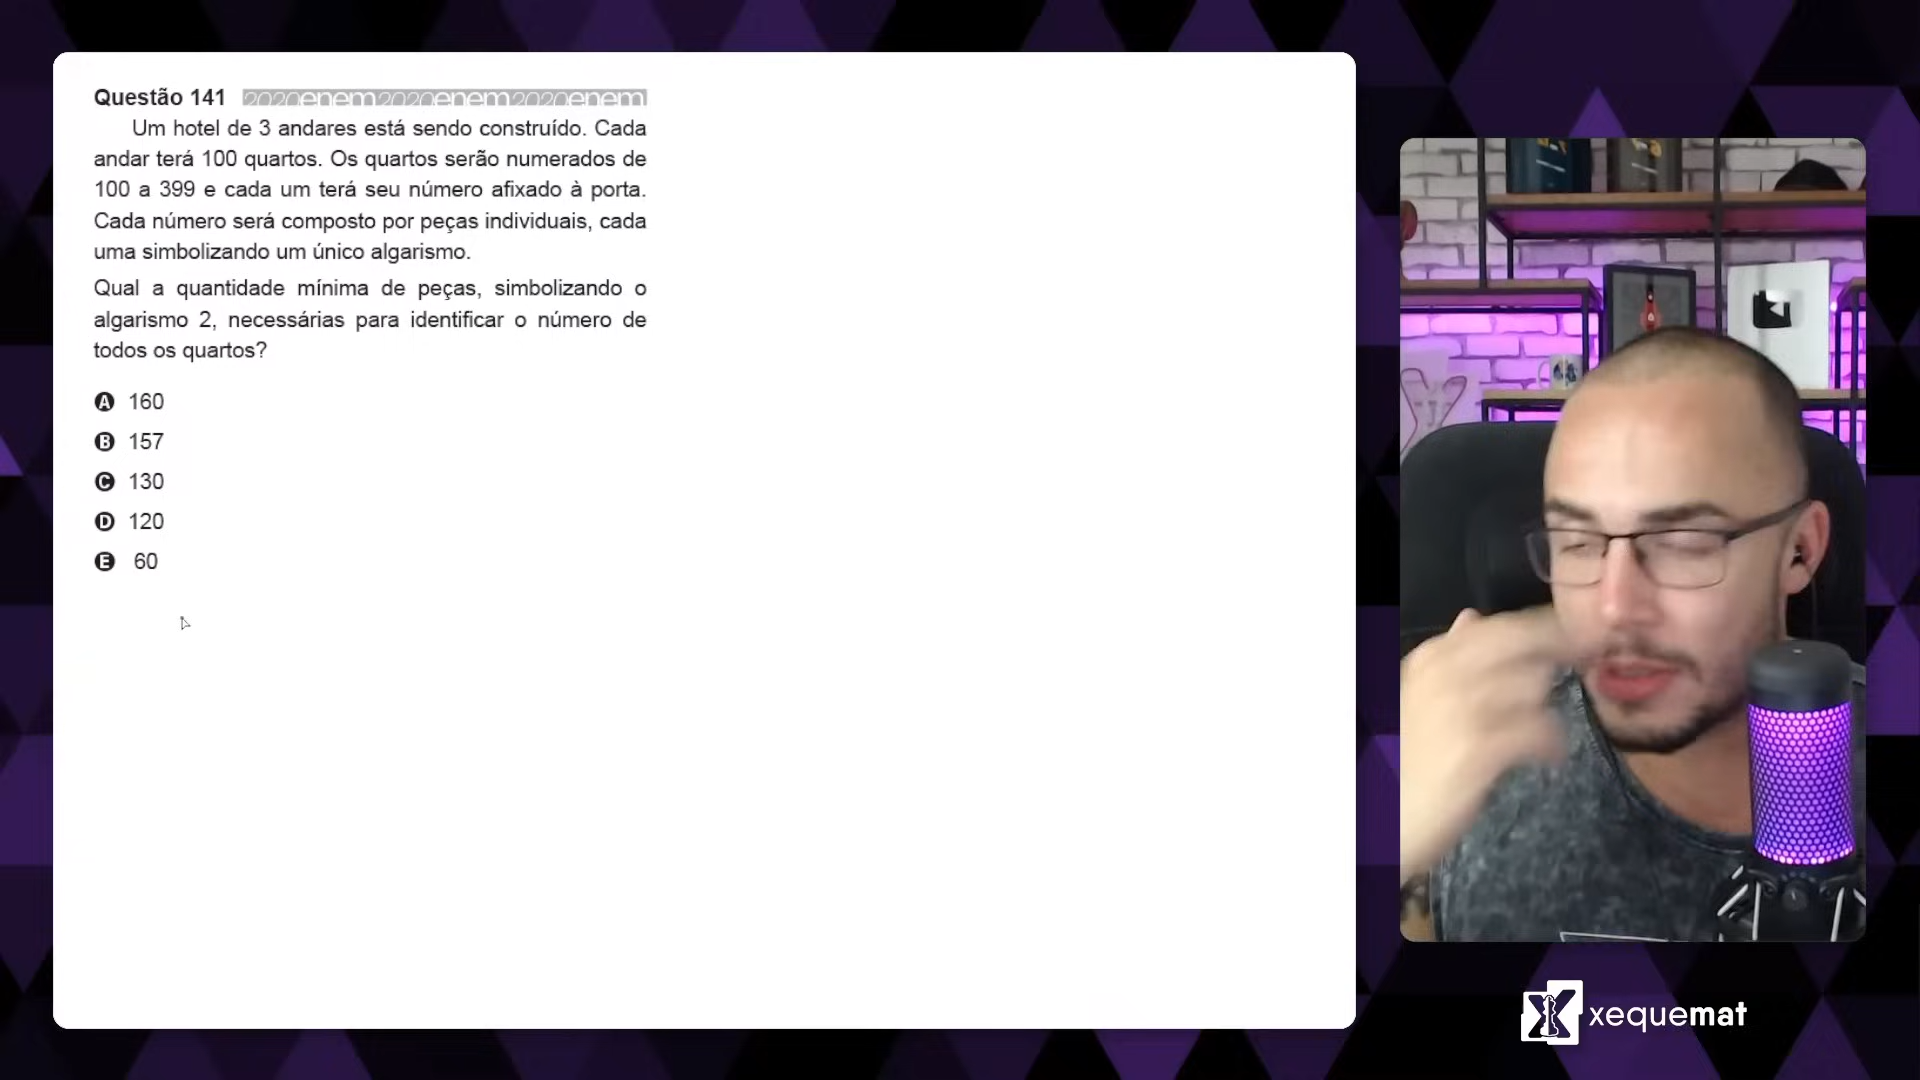 Questão 141 2020enem2020enem2020enem
Um hotel de 3 andares está sendo construído. Cada
andar terá 100 quartos. Os quartos serão numerados de
100 a 399 e cada um terá seu número afixado à porta.
Cada número será composto por peças individuais, cada
uma simbolizando um único algarismo.
Qual a quantidade mínima de peças, simbolizando o
algarismo 2, necessárias para identificar o número de
todos os quartos?
A 160
B 157
C 130
D 120
E 60
xequemat